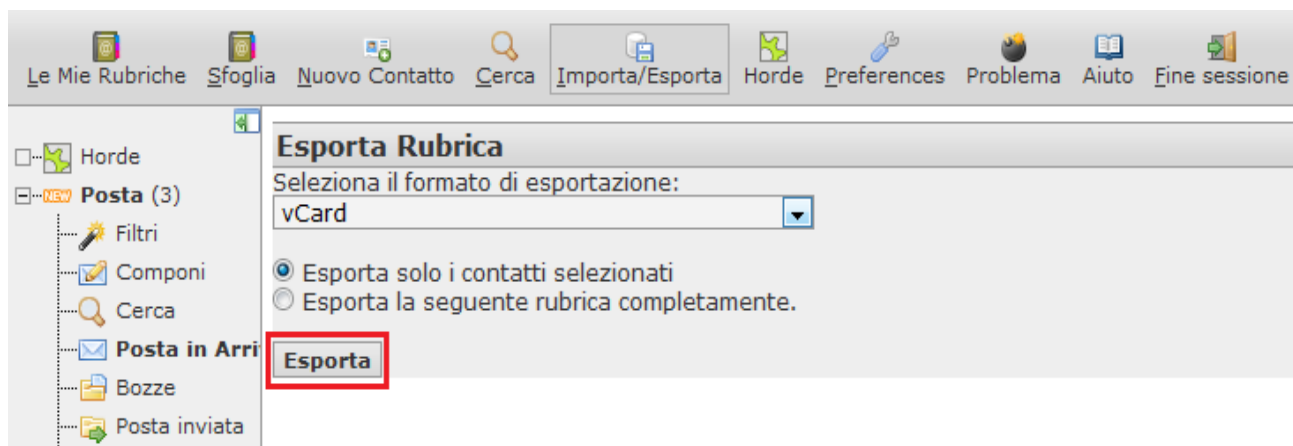 Le Mie Rubriche Sfoglia Nuovo Contatto Cerca Importa/Esporta Horde Preferences Problema Aiuto Fine sessione
Horde
NEW Posta (3)
Filtri
Componi
Cerca
Posta in Arri
Bozze
Posta inviata
Esporta Rubrica
Seleziona il formato di esportazione:
vCard
Esporta solo i contatti selezionati
Esporta la seguente rubrica completamente.
Esporta